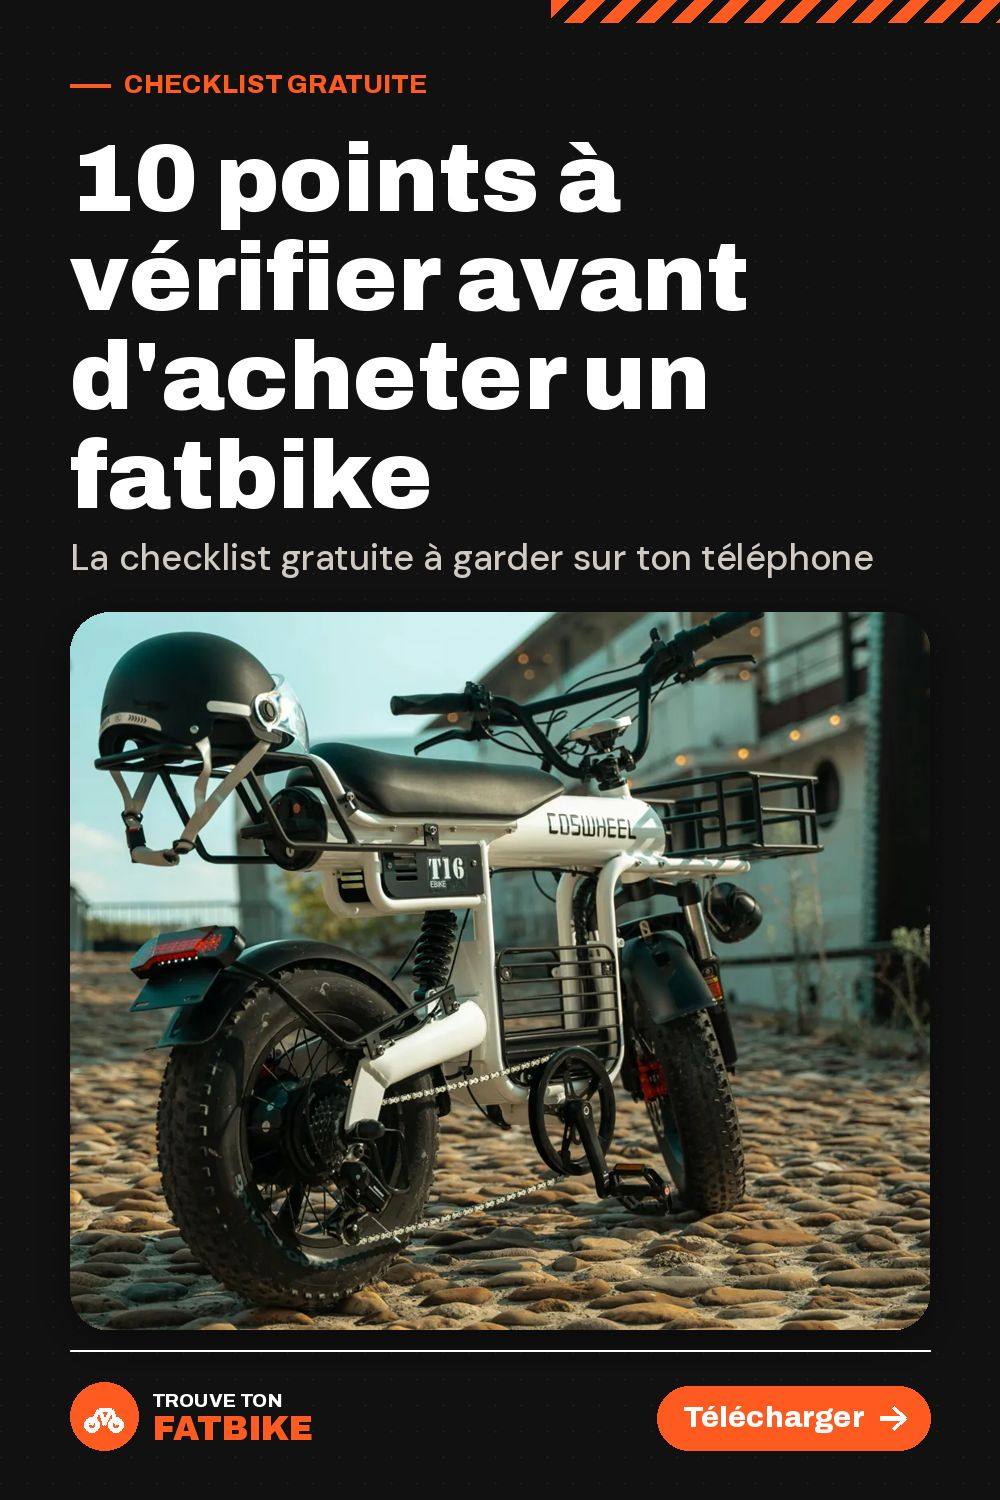 CHECKLIST GRATUITE
10 points à
vérifier avant
d'acheter un
fatbike
La checklist gratuite à garder sur ton téléphone
COSWHEEL
T16
EBIKE
TROUVE TON
FATBIKE
Télécharger →